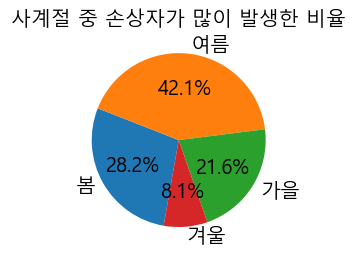 사계절 중 손상자가 많이 발생한 비율
여름
42.1%
28.2%
21.6%
8.1%
봄
가을
겨울